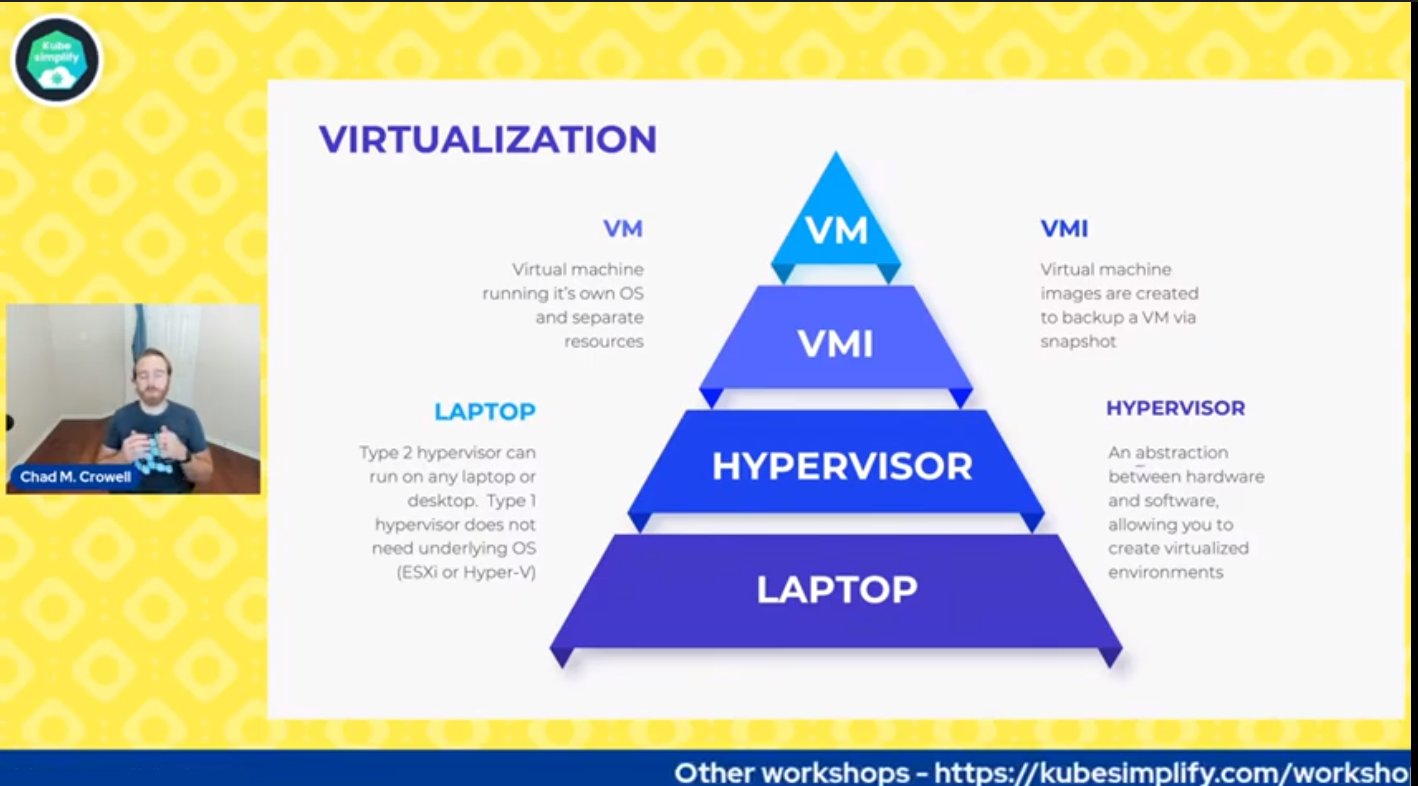 Kube
simplify
VIRTUALIZATION
VM
Virtual machine
running it's own OS
and separate
resources
LAPTOP
Type 2 hypervisor can
run on any laptop or
desktop. Type 1
hypervisor does not
need underlying OS
(ESXi or Hyper-V)
VM
VMI
HYPERVISOR
LAPTOP
VMI
Virtual machine
images are created
to backup a VM via
snapshot
HYPERVISOR
An abstraction
between hardware
and software,
allowing you to
create virtualized
environments
Chad M. Crowell
Other workshops - https://kubesimplify.com/worksho